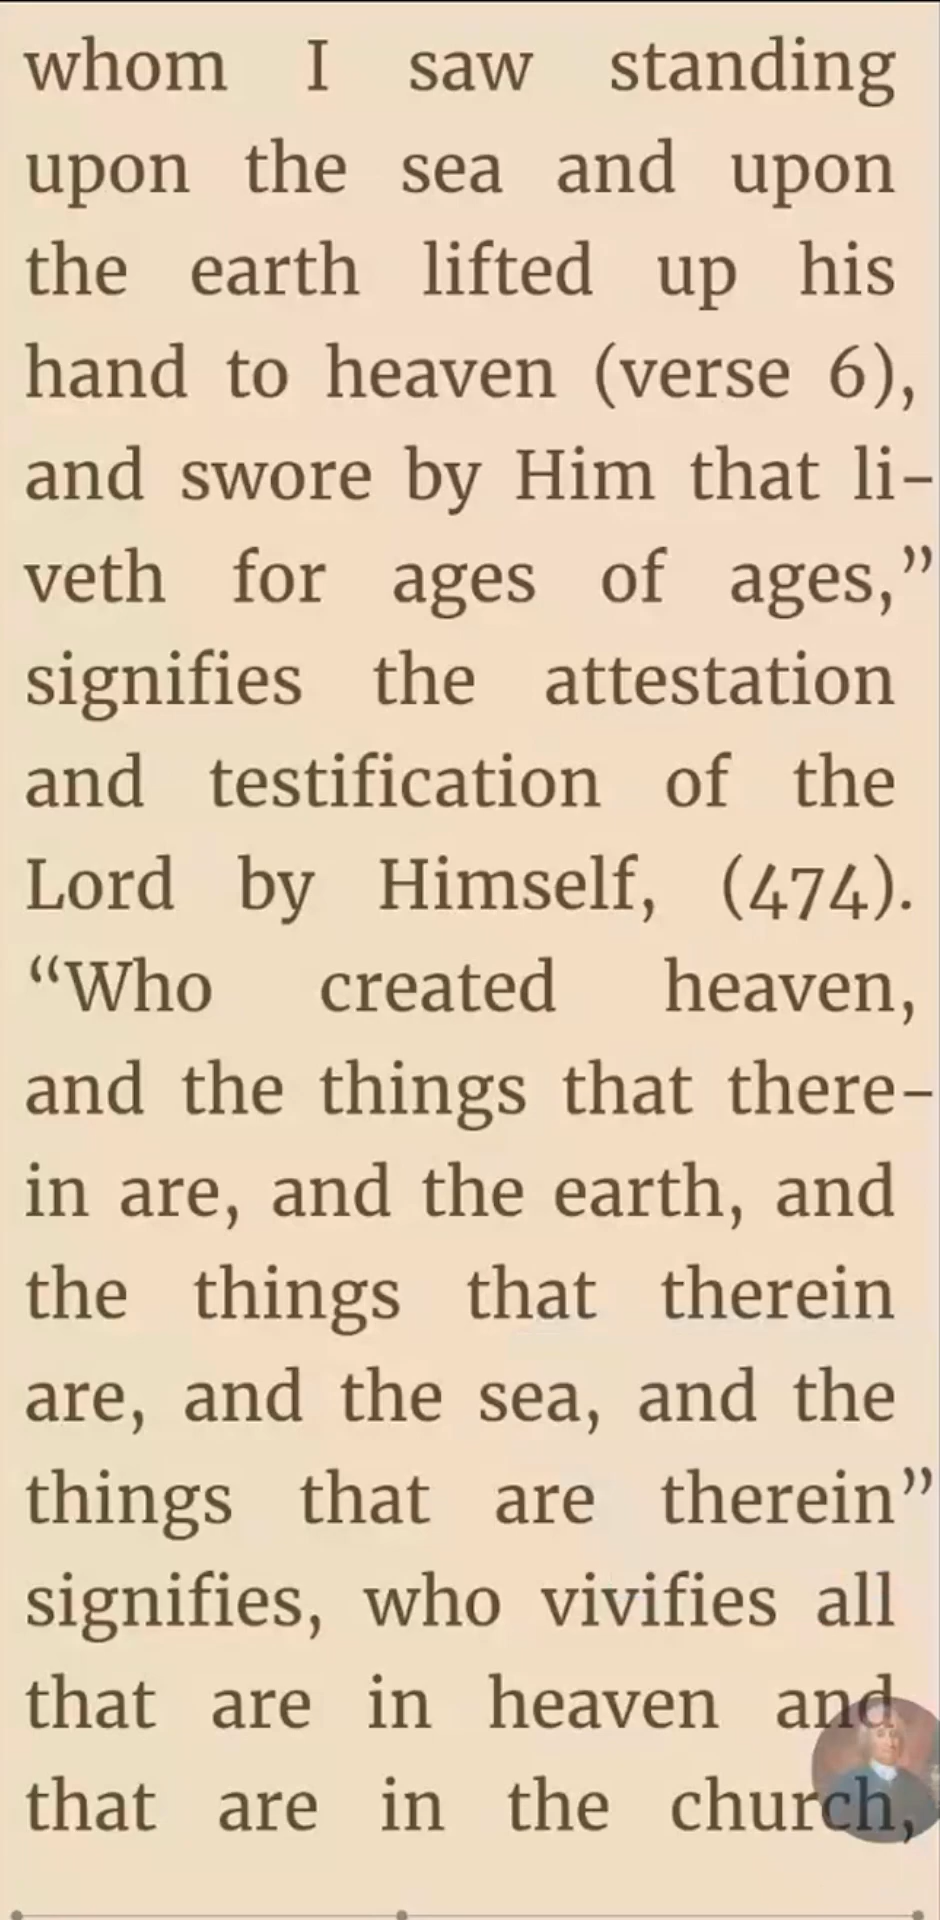 whom I saw standing
upon the sea and upon
the earth lifted up his
hand to heaven (verse 6),
and swore by Him that li-
veth for ages of ages,”
signifies the attestation
and testification of the
Lord by Himself, (474).
“Who created heaven,
and the things that there-
in are, and the earth, and
the things that therein
are, and the sea, and the
things that are therein”
signifies, who vivifies all
that are in heaven and
that are in the church,